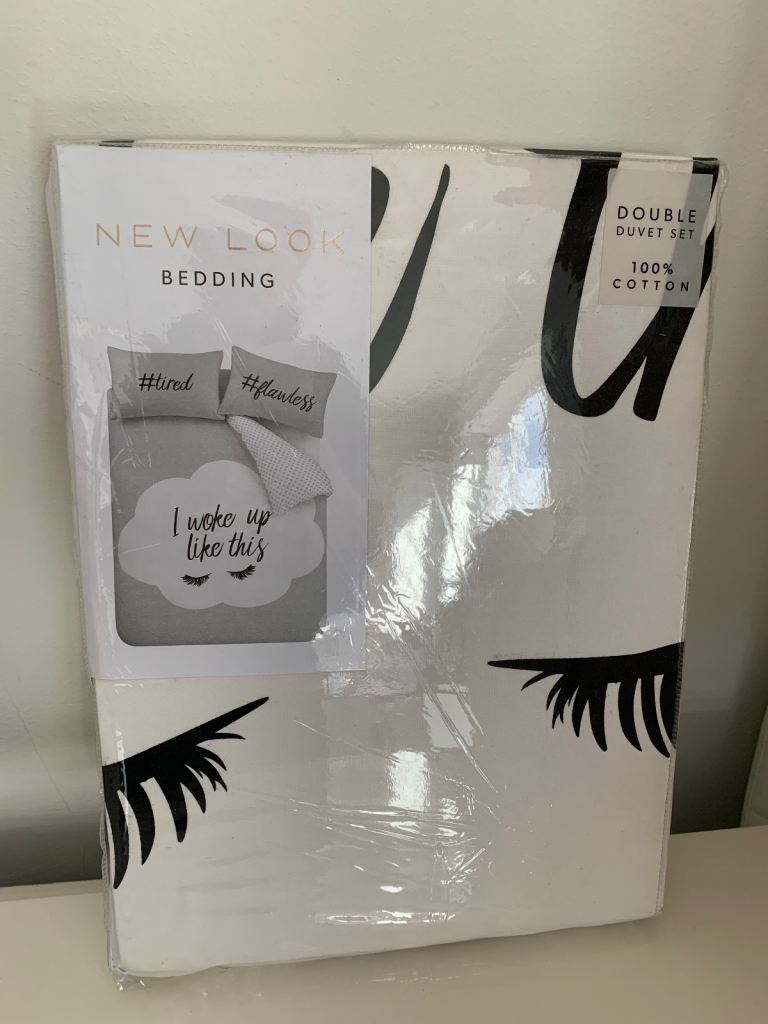 NEW LOOK
BEDDING
#tired
#flawless
I woke up
like this
DOUBLE
DUVET SET
100%
COTTON